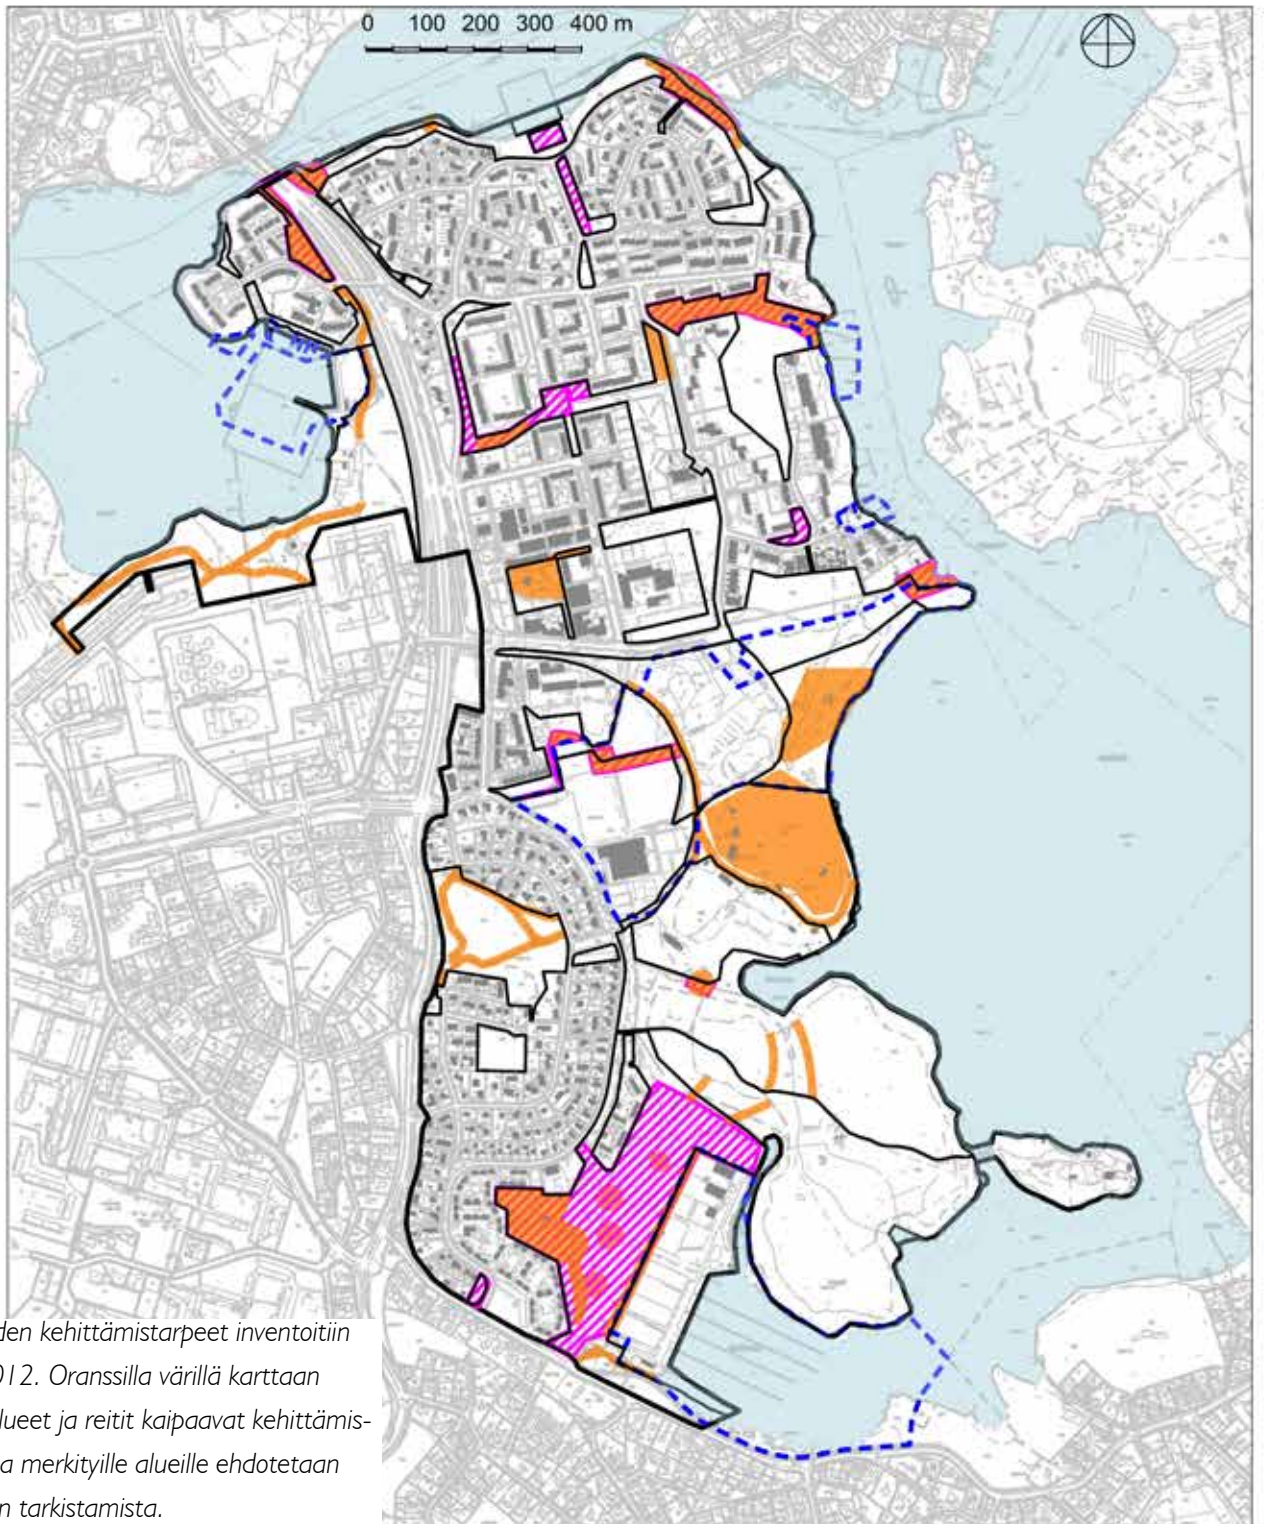 0 100 200 300 400 m
den kehittämistarpeet inventoitiin
012. Oranssilla värillä karttaan
lueet ja reitit kaipaavat kehittämis-
a merkityille alueille ehdotetaan
n tarkistamista.